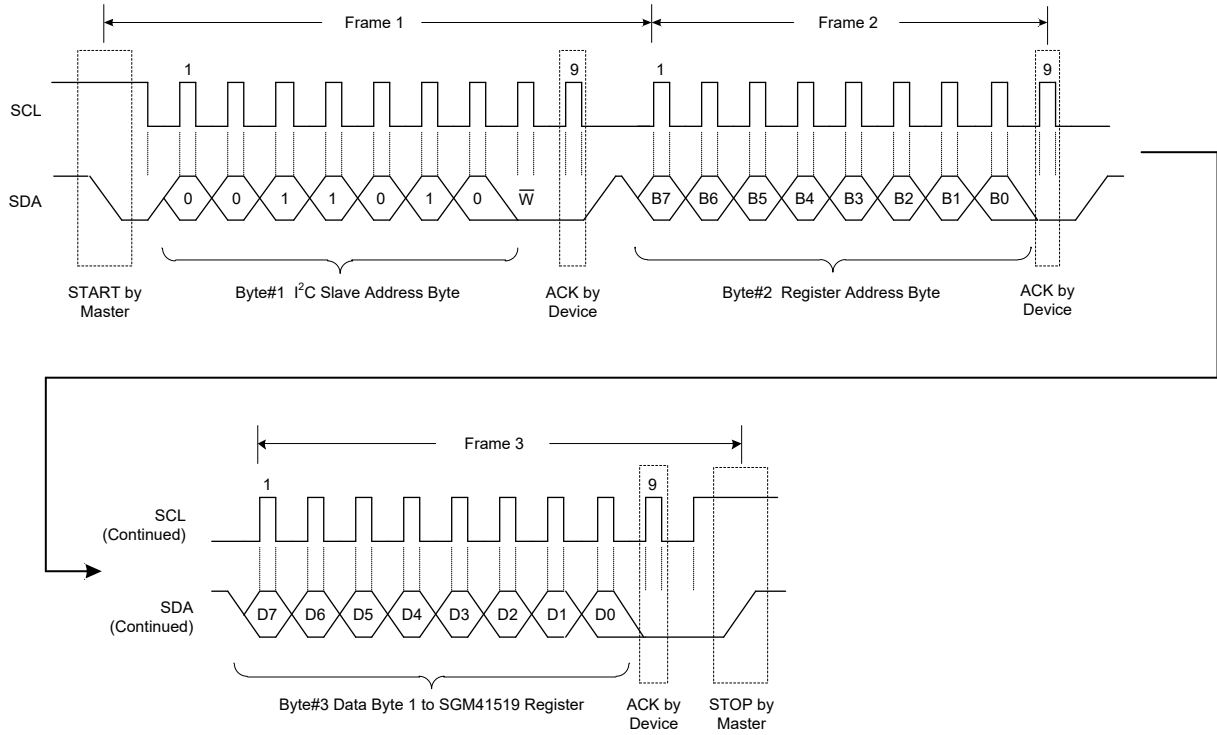 Frame 1
Frame 2
1
9
1
9
SCL
SDA
0 0 1 1 0 1 0 W̅
B7 B6 B5 B4 B3 B2 B1 B0
START by
Master
Byte#1 I²C Slave Address Byte
ACK by
Device
Byte#2 Register Address Byte
ACK by
Device
Frame 3
1
9
SCL
(Continued)
SDA
(Continued)
D7 D6 D5 D4 D3 D2 D1 D0
Byte#3 Data Byte 1 to SGM41519 Register
ACK by
Device
STOP by
Master